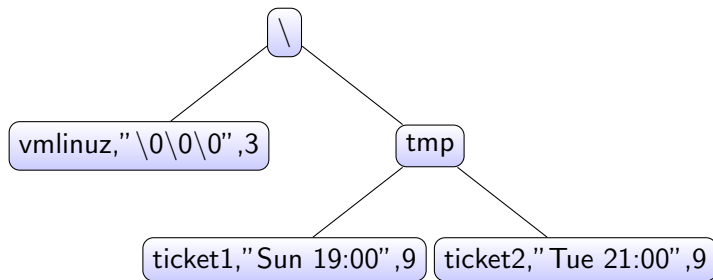 \
vmlinuz,"\0\0\0",3
tmp
ticket1,"Sun 19:00",9
ticket2,"Tue 21:00",9